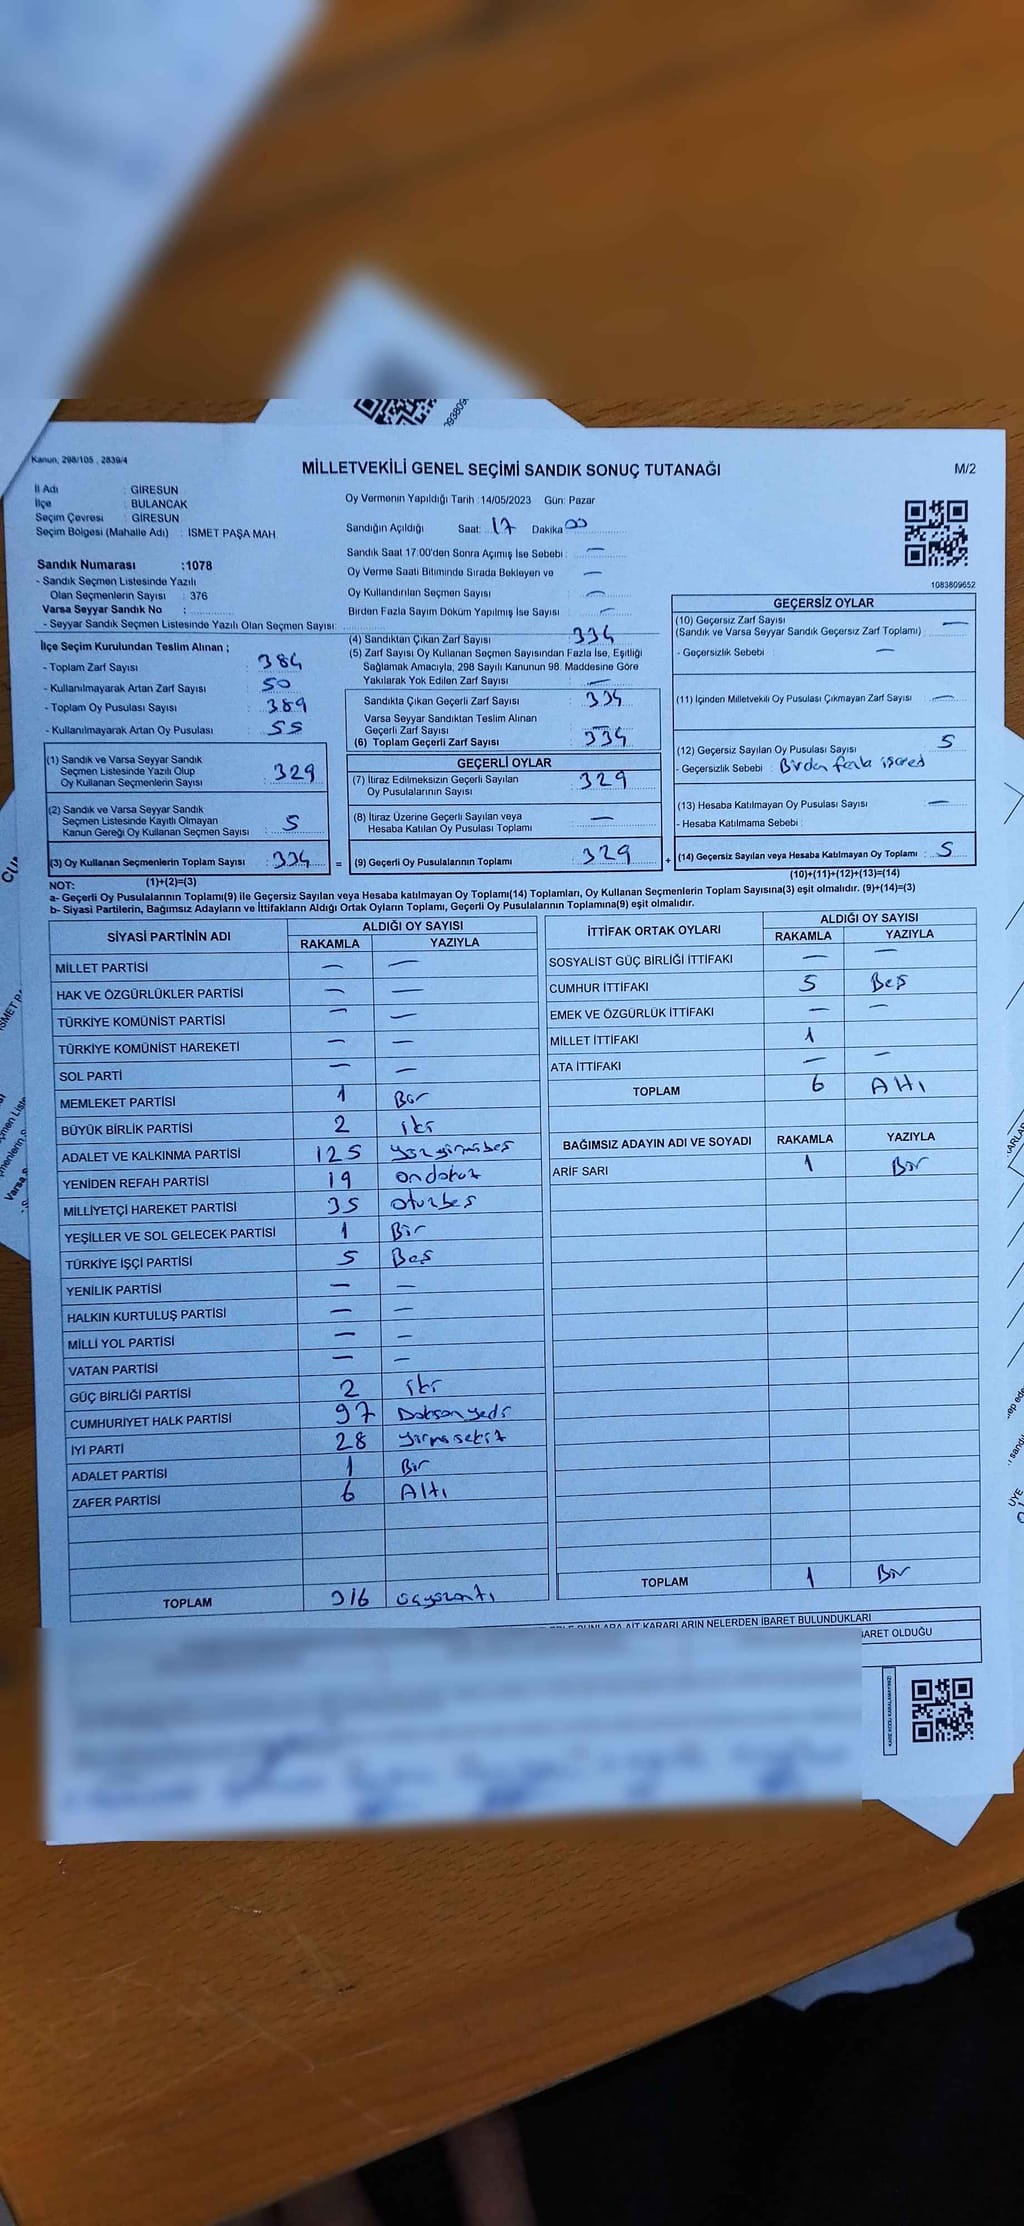 09380965
Kanun, 298/105 , 2839/4
MİLLETVEKİLİ GENEL SEÇİMİ SANDIK SONUÇ TUTANAĞI
M/2
İl Adı : GİRESUN
İlçe : BULANCAK
Seçim Çevresi : GİRESUN
Seçim Bölgesi (Mahalle Adı) : İSMET PAŞA MAH
Oy Vermenin Yapıldığı Tarih : 14/05/2023 Gün: Pazar
Sandığın Açıldığı Saat: 17 Dakika 00
Sandık Saat 17:00'den Sonra Açımış İse Sebebi : —
Oy Verme Saati Bitiminde Sırada Bekleyen ve —
Oy Kullandırılan Seçmen Sayısı —
Birden Fazla Sayım Döküm Yapılmış İse Sayısı —
1083809652
Sandık Numarası :1078
- Sandık Seçmen Listesinde Yazılı
Olan Seçmenlerin Sayısı : 376
Varsa Seyyar Sandık No :
- Seyyar Sandık Seçmen Listesinde Yazılı Olan Seçmen Sayısı:
İlçe Seçim Kurulundan Teslim Alınan ;
- Toplam Zarf Sayısı : 384
- Kullanılmayarak Artan Zarf Sayısı : 50
- Toplam Oy Pusulası Sayısı : 389
- Kullanılmayarak Artan Oy Pusulası : 55
(1) Sandık ve Varsa Seyyar Sandık
Seçmen Listesinde Yazılı Olup
Oy Kullanan Seçmenlerin Sayısı : 329
(2) Sandık ve Varsa Seyyar Sandık
Seçmen Listesinde Kayıtlı Olmayan
Kanun Gereği Oy Kullanan Seçmen Sayısı : 5
(3) Oy Kullanan Seçmenlerin Toplam Sayısı : 334 =
(1)+(2)=(3)
(4) Sandıktan Çıkan Zarf Sayısı : 334
(5) Zarf Sayısı Oy Kullanan Seçmen Sayısından Fazla İse, Eşitliği
Sağlamak Amacıyla, 298 Sayılı Kanunun 98. Maddesine Göre
Yakılarak Yok Edilen Zarf Sayısı : —
Sandıkta Çıkan Geçerli Zarf Sayısı : 334
Varsa Seyyar Sandıktan Teslim Alınan
Geçerli Zarf Sayısı : —
(6) Toplam Geçerli Zarf Sayısı : 334
GEÇERLİ OYLAR
(7) İtiraz Edilmeksizin Geçerli Sayılan
Oy Pusulalarının Sayısı : 329
(8) İtiraz Üzerine Geçerli Sayılan veya
Hesaba Katılan Oy Pusulası Toplamı : —
(9) Geçerli Oy Pusulalarının Toplamı : 329 +
GEÇERSİZ OYLAR
(10) Geçersiz Zarf Sayısı
(Sandık ve Varsa Seyyar Sandık Geçersiz Zarf Toplamı) : —
- Geçersizlik Sebebi : —
(11) İçinden Milletvekili Oy Pusulası Çıkmayan Zarf Sayısı : —
(12) Geçersiz Sayılan Oy Pusulası Sayısı : 5
- Geçersizlik Sebebi : Birden fazla
(13) Hesaba Katılmayan Oy Pusulası Sayısı : —
- Hesaba Katılmama Sebebi :
(14) Geçersiz Sayılan veya Hesaba Katılmayan Oy Toplamı : 5
(10)+(11)+(12)+(13)=(14)
NOT:
a- Geçerli Oy Pusulalarının Toplamı(9) ile Geçersiz Sayılan veya Hesaba katılmayan Oy Toplamı(14) Toplamları, Oy Kullanan Seçmenlerin Toplam Sayısına(3) eşit olmalıdır. (9)+(14)=(3)
b- Siyasi Partilerin, Bağımsız Adayların ve İttifakların Aldığı Ortak Oyların Toplamı, Geçerli Oy Pusulalarının Toplamına(9) eşit olmalıdır.
SİYASİ PARTİNİN ADI ALDIĞI OY SAYISI
RAKAMLA YAZIYLA
MİLLET PARTİSİ — —
HAK VE ÖZGÜRLÜKLER PARTİSİ — —
TÜRKİYE KOMÜNİST PARTİSİ — —
TÜRKİYE KOMÜNİST HAREKETİ — —
SOL PARTİ — —
MEMLEKET PARTİSİ 1 Bir
BÜYÜK BİRLİK PARTİSİ 2 iki
ADALET VE KALKINMA PARTİSİ 125 yüzyirmibeş
YENİDEN REFAH PARTİSİ 19 ondokuz
MİLLİYETÇİ HAREKET PARTİSİ 35 otuzbeş
YEŞİLLER VE SOL GELECEK PARTİSİ 1 Bir
TÜRKİYE İŞÇİ PARTİSİ 5 Beş
YENİLİK PARTİSİ — —
HALKIN KURTULUŞ PARTİSİ — —
MİLLİ YOL PARTİSİ — —
VATAN PARTİSİ — —
GÜÇ BİRLİĞİ PARTİSİ 2 iki
CUMHURİYET HALK PARTİSİ 97 Doksanyedi
İYİ PARTİ 28 yirmisekiz
ADALET PARTİSİ 1 Bir
ZAFER PARTİSİ 6 Altı
TOPLAM 316
İTTİFAK ORTAK OYLARI ALDIĞI OY SAYISI
RAKAMLA YAZIYLA
SOSYALİST GÜÇ BİRLİĞİ İTTİFAKI — —
CUMHUR İTTİFAKI 5 Beş
EMEK VE ÖZGÜRLÜK İTTİFAKI — —
MİLLET İTTİFAKI 1
ATA İTTİFAKI — —
TOPLAM 6 Altı
BAĞIMSIZ ADAYIN ADI VE SOYADI RAKAMLA YAZIYLA
ARİF SARI 1 Bir
TOPLAM 1 Bir
AİT KARARLARIN NELERDEN İBARET BULUNDUKLARI
İBARET OLDUĞU
KARE KODU KARALAMAYINIZ!